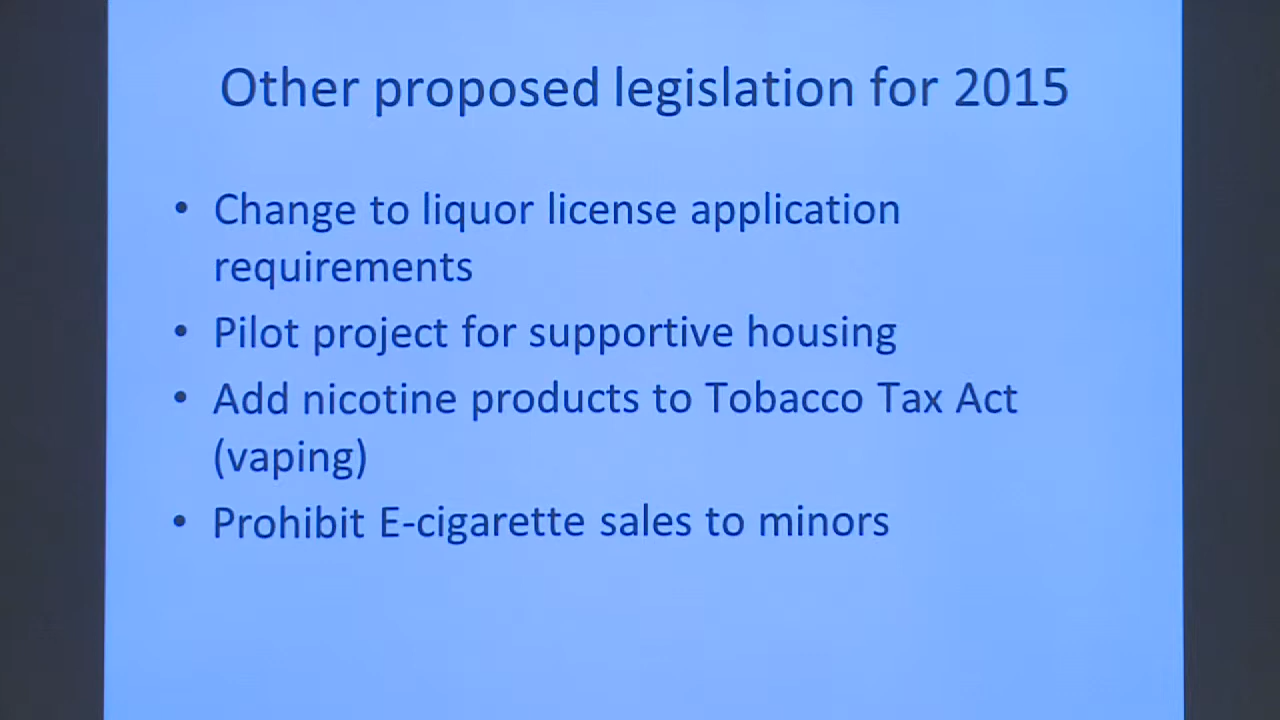 Other proposed legislation for 2015
• Change to liquor license application
requirements
• Pilot project for supportive housing
• Add nicotine products to Tobacco Tax Act
(vaping)
• Prohibit E-cigarette sales to minors